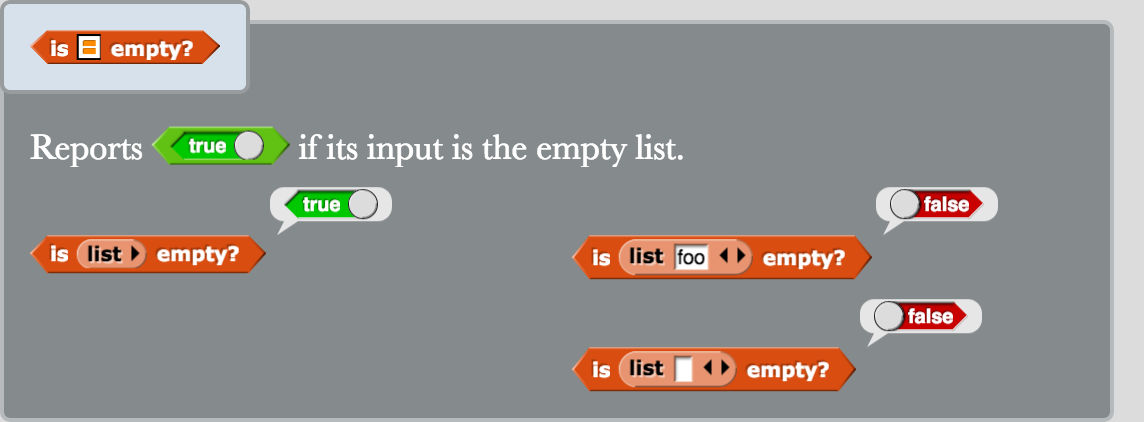 is empty?
Reports true if its input is the empty list.
true
false
is list empty?
is list foo empty?
false
is list empty?